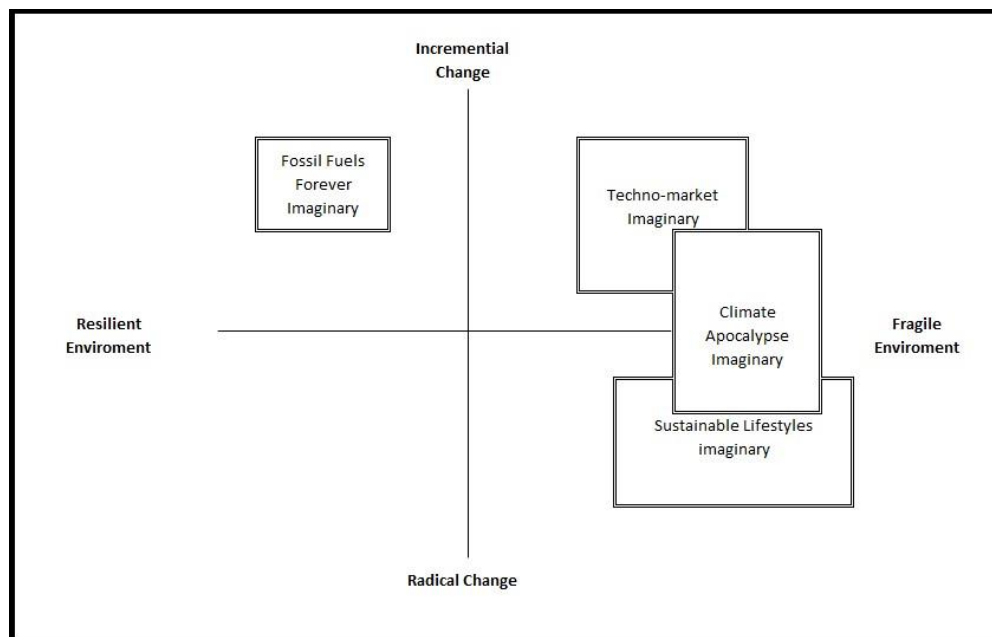 Incremential
Change
Fossil Fuels
Forever
Imaginary
Techno-market
Imaginary
Resilient
Enviroment
Climate
Apocalypse
Imaginary
Fragile
Enviroment
Sustainable Lifestyles
imaginary
Radical Change